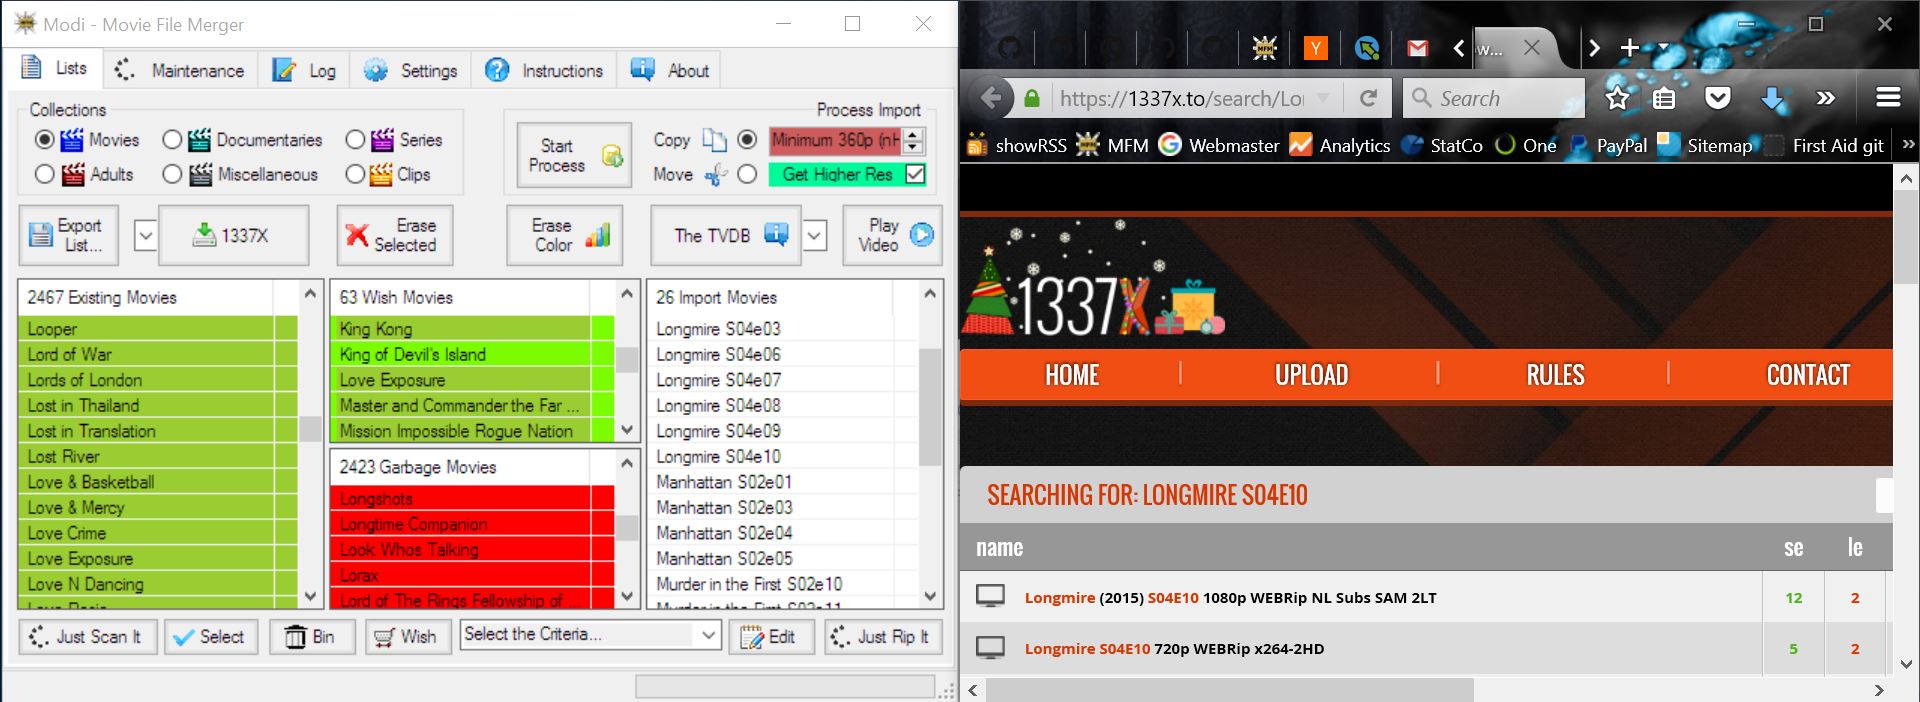 Modi - Movie File Merger
Lists
Maintenance
Log
Settings
Instructions
About
Collections
Movies
Documentaries
Series
Adults
Miscellaneous
Clips
Process Import
Start
Process
Copy
Minimum 360p (nH
Move
Get Higher Res
Export
List...
1337X
Erase
Selected
Erase
Color
The TVDB
Play
Video
2467 Existing Movies
Looper
Lord of War
Lords of London
Lost in Thailand
Lost in Translation
Lost River
Love & Basketball
Love & Mercy
Love Crime
Love Exposure
Love N Dancing
63 Wish Movies
King Kong
King of Devil's Island
Love Exposure
Master and Commander the Far ...
Mission Impossible Rogue Nation
2423 Garbage Movies
Longshots
Longtime Companion
Look Whos Talking
Lorax
Lord of The Rings Fellowship of ...
26 Import Movies
Longmire S04e03
Longmire S04e06
Longmire S04e07
Longmire S04e08
Longmire S04e09
Longmire S04e10
Manhattan S02e01
Manhattan S02e03
Manhattan S02e04
Manhattan S02e05
Murder in the First S02e10
Murder in the First S02e11
Just Scan It
Select
Bin
Wish
Select the Criteria...
Edit
Just Rip It
MFM
Y
https://1337x.to/search/Lo
Search
showRSS
MFM
G
Webmaster
Analytics
StatCo
One
PayPal
Sitemap
First Aid git
1337X
HOME
UPLOAD
RULES
CONTACT
SEARCHING FOR: LONGMIRE S04E10
name se le
Longmire (2015) S04E10 1080p WEBRip NL Subs SAM 2LT 12 2
Longmire S04E10 720p WEBRip x264-2HD 5 2